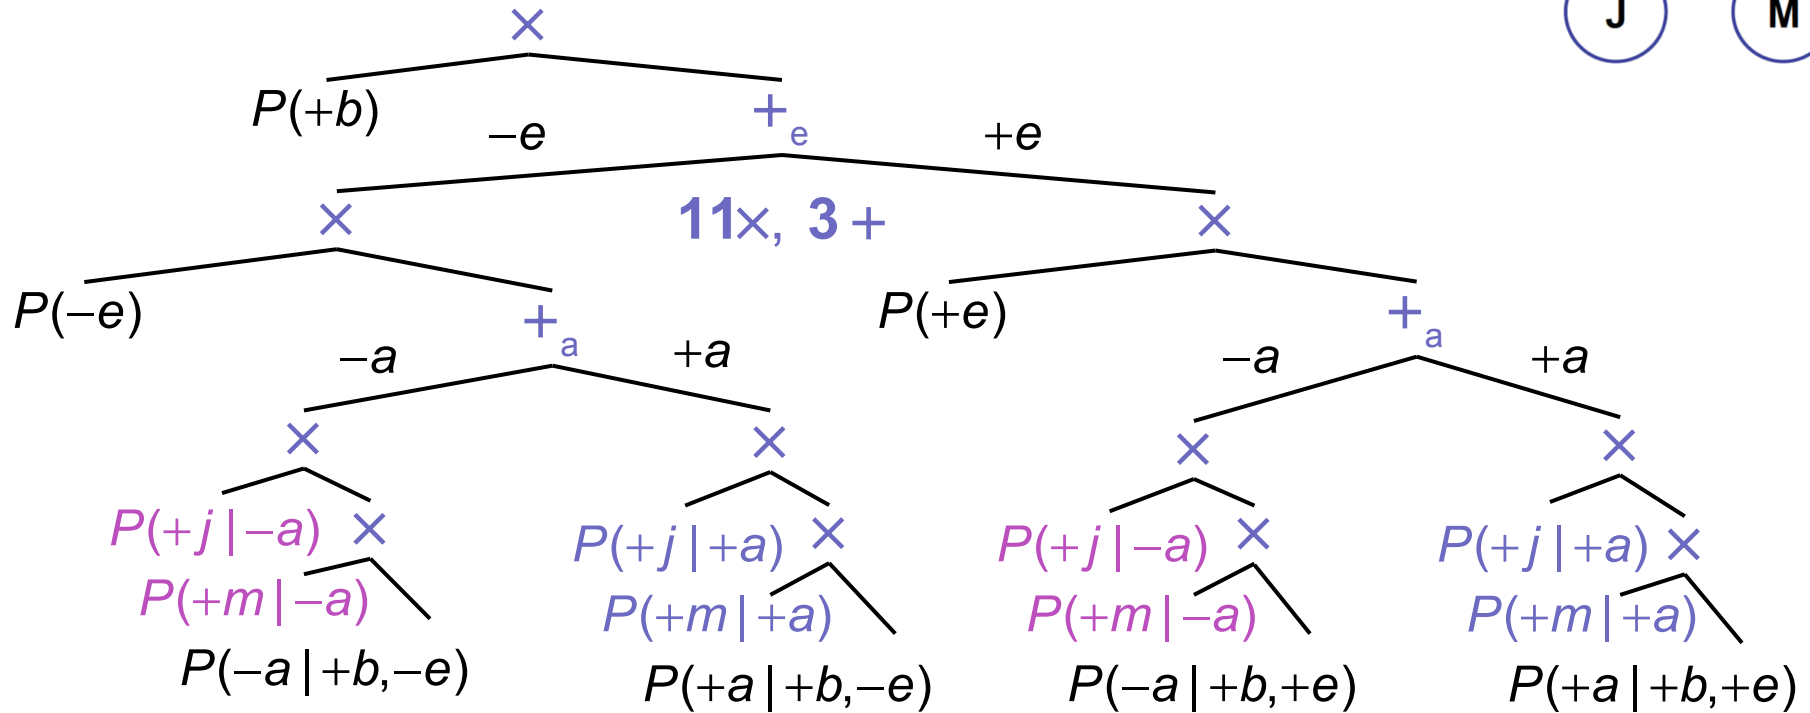 ×
J M
P(+b) +e
−e +e
× 11×, 3 + ×
P(−e) +a P(+e) +a
−a +a −a +a
× × × ×
P(+j|−a) × P(+j|+a) × P(+j|−a) × P(+j|+a) ×
P(+m|−a) P(+m|+a) P(+m|−a) P(+m|+a)
P(−a|+b,−e) P(+a|+b,−e) P(−a|+b,+e) P(+a|+b,+e)